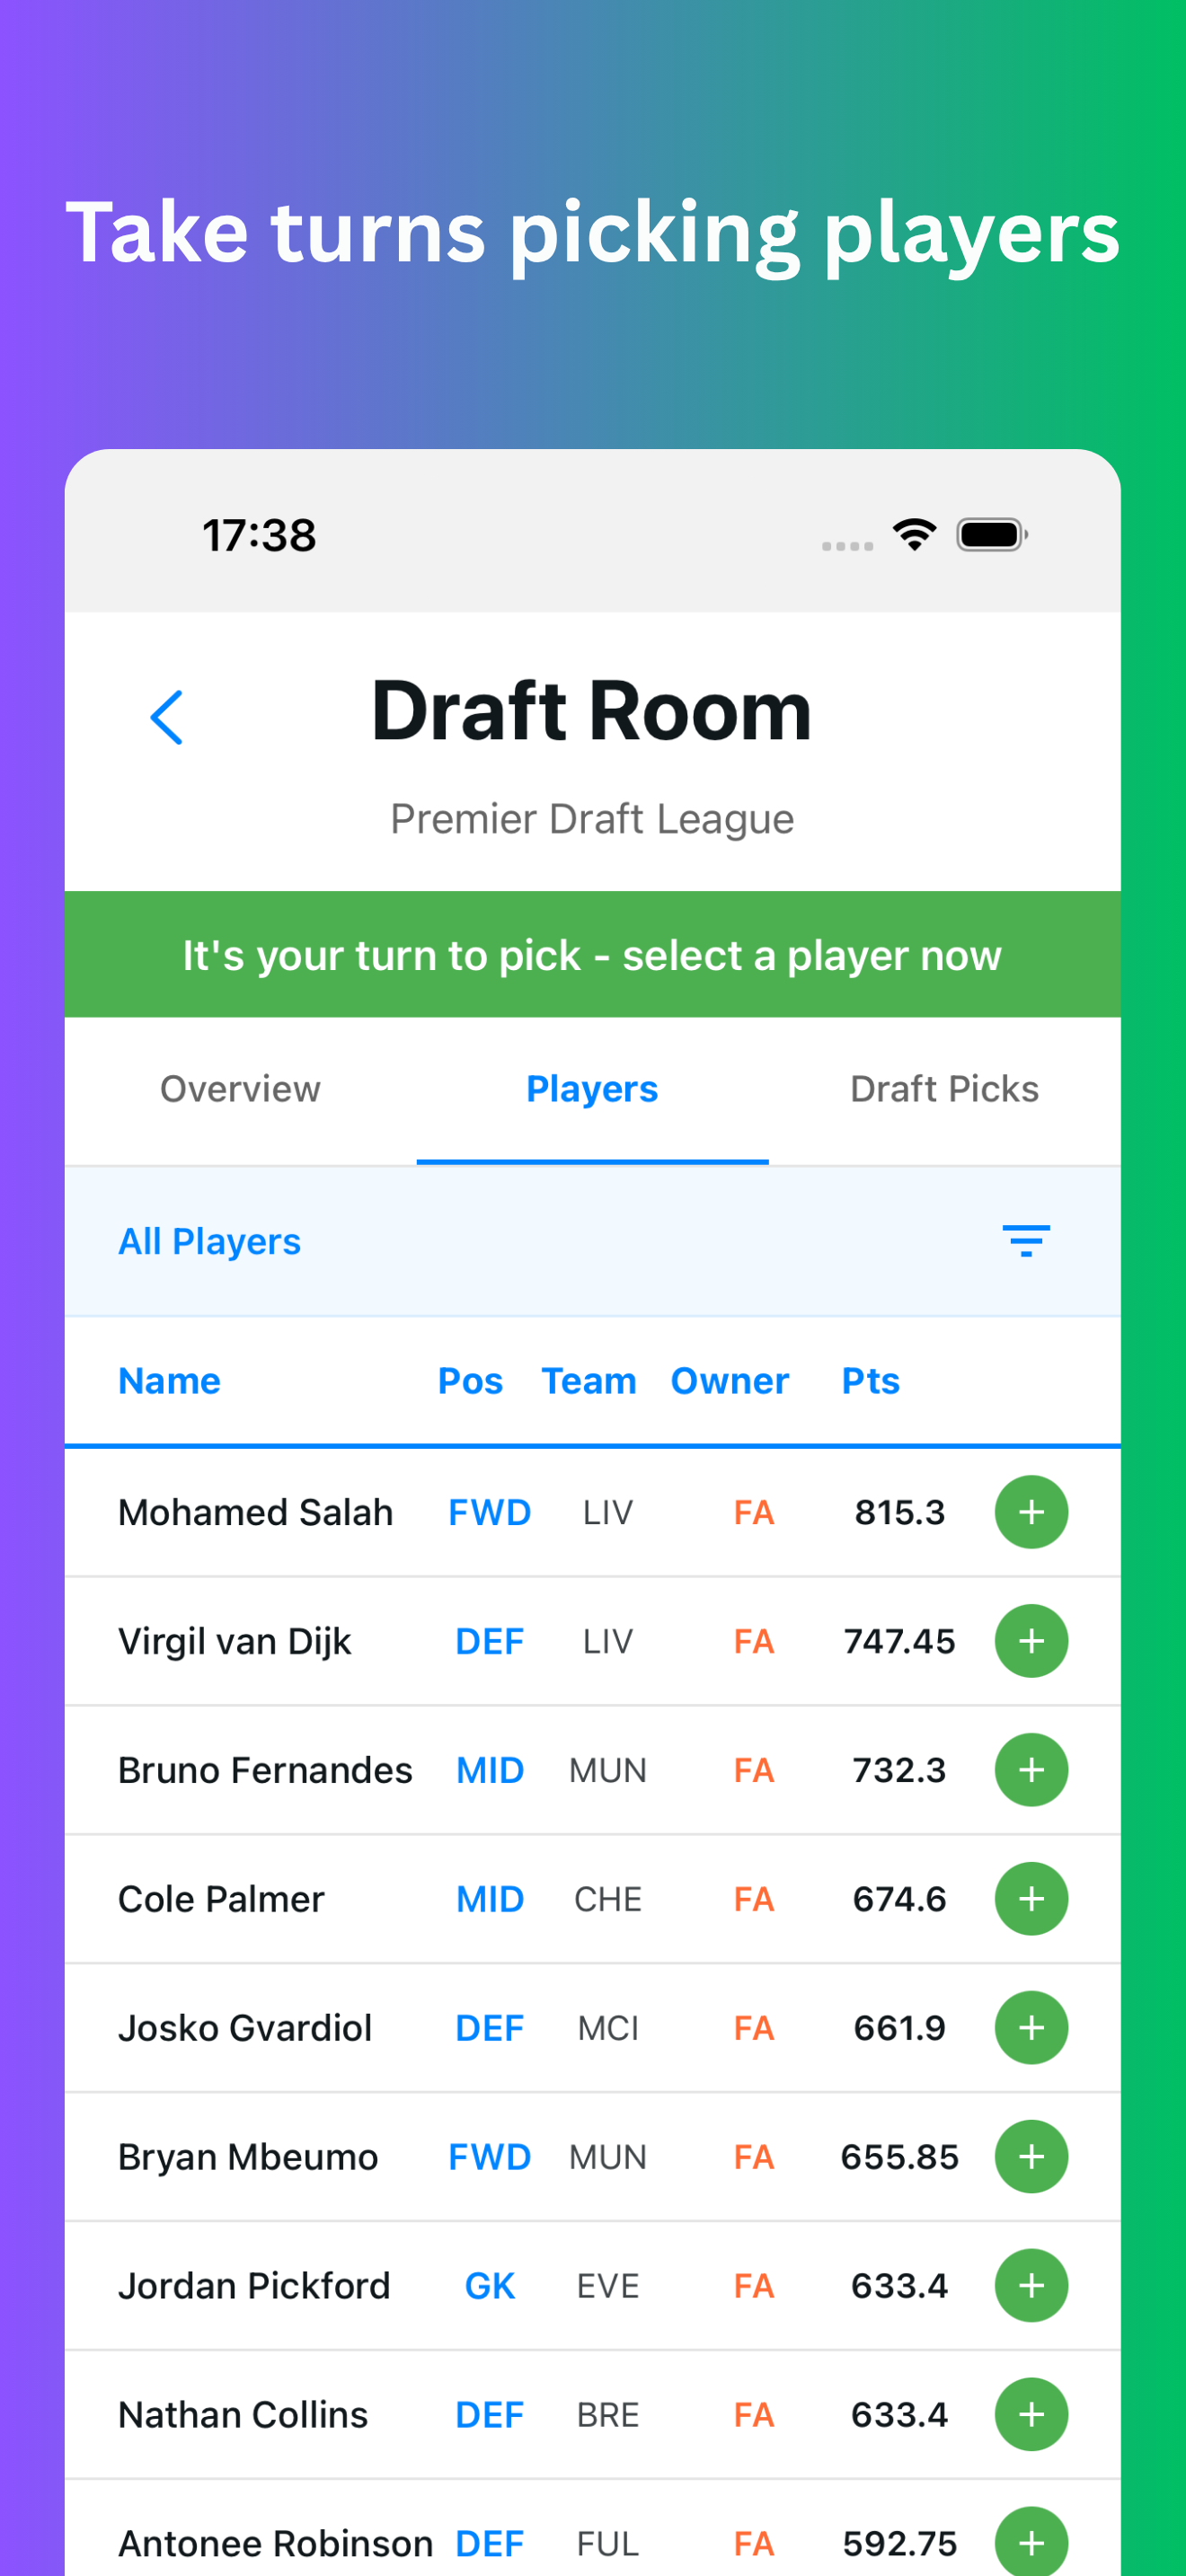 Take turns picking players
17:38
Draft Room
Premier Draft League
It's your turn to pick - select a player now
Overview Players Draft Picks
All Players
Name Pos Team Owner Pts
Mohamed Salah FWD LIV FA 815.3 +
Virgil van Dijk DEF LIV FA 747.45 +
Bruno Fernandes MID MUN FA 732.3 +
Cole Palmer MID CHE FA 674.6 +
Josko Gvardiol DEF MCI FA 661.9 +
Bryan Mbeumo FWD MUN FA 655.85 +
Jordan Pickford GK EVE FA 633.4 +
Nathan Collins DEF BRE FA 633.4 +
Antonee Robinson DEF FUL FA 592.75 +